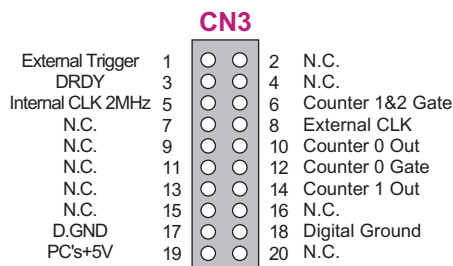 CN3
External Trigger 1 2 N.C.
DRDY 3 4 N.C.
Internal CLK 2MHz 5 6 Counter 1&2 Gate
N.C. 7 8 External CLK
N.C. 9 10 Counter 0 Out
N.C. 11 12 Counter 0 Gate
N.C. 13 14 Counter 1 Out
N.C. 15 16 N.C.
D.GND 17 18 Digital Ground
PC's+5V 19 20 N.C.